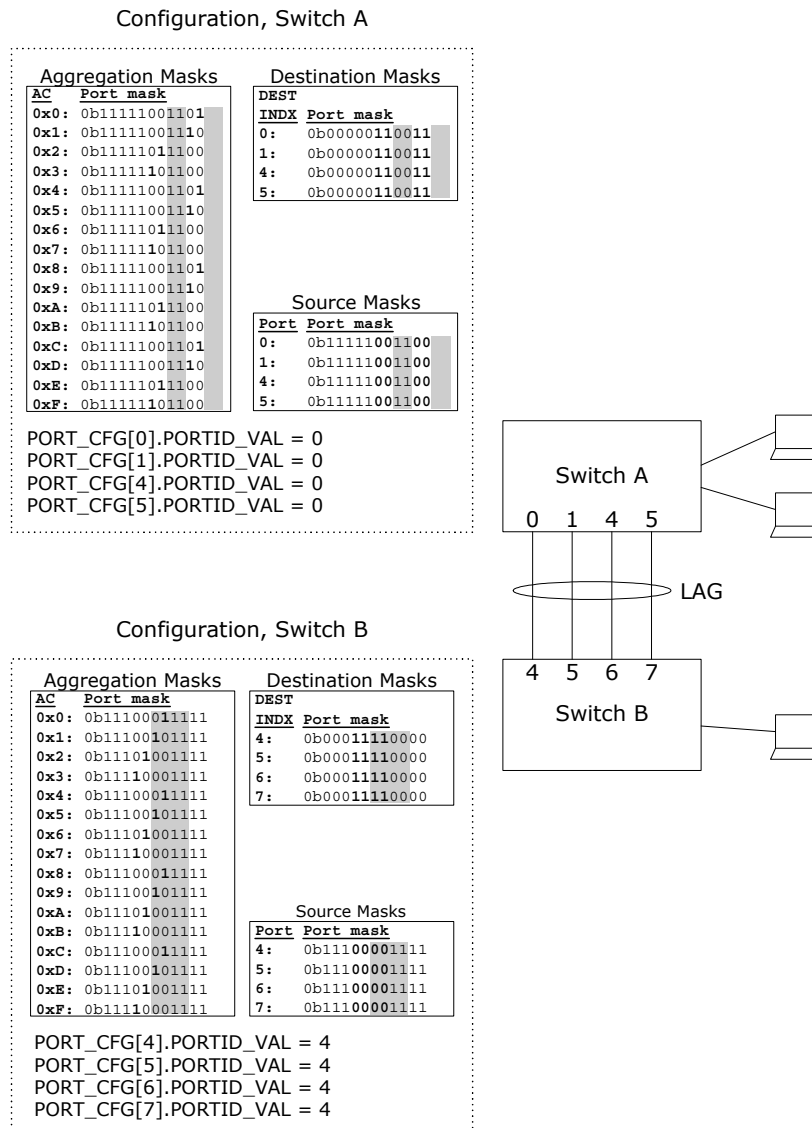 Configuration, Switch A
Aggregation Masks
AC Port mask
0x0: 0b11111001101
0x1: 0b11111001110
0x2: 0b11111011100
0x3: 0b11111101100
0x4: 0b11111001101
0x5: 0b11111001110
0x6: 0b11111011100
0x7: 0b11111101100
0x8: 0b11111001101
0x9: 0b11111001110
0xA: 0b11111011100
0xB: 0b11111101100
0xC: 0b11111001101
0xD: 0b11111001110
0xE: 0b11111011100
0xF: 0b11111101100
Destination Masks
DEST
INDX Port mask
0: 0b00000110011
1: 0b00000110011
4: 0b00000110011
5: 0b00000110011
Source Masks
Port Port mask
0: 0b11111001100
1: 0b11111001100
4: 0b11111001100
5: 0b11111001100
PORT_CFG[0].PORTID_VAL = 0
PORT_CFG[1].PORTID_VAL = 0
PORT_CFG[4].PORTID_VAL = 0
PORT_CFG[5].PORTID_VAL = 0
Switch A
0 1 4 5
LAG
4 5 6 7
Switch B
Configuration, Switch B
Aggregation Masks
AC Port mask
0x0: 0b11100011111
0x1: 0b11100101111
0x2: 0b11101001111
0x3: 0b11110001111
0x4: 0b11100011111
0x5: 0b11100101111
0x6: 0b11101001111
0x7: 0b11110001111
0x8: 0b11100011111
0x9: 0b11100101111
0xA: 0b11101001111
0xB: 0b11110001111
0xC: 0b11100011111
0xD: 0b11100101111
0xE: 0b11101001111
0xF: 0b11110001111
Destination Masks
DEST
INDX Port mask
4: 0b00011110000
5: 0b00011110000
6: 0b00011110000
7: 0b00011110000
Source Masks
Port Port mask
4: 0b11100001111
5: 0b11100001111
6: 0b11100001111
7: 0b11100001111
PORT_CFG[4].PORTID_VAL = 4
PORT_CFG[5].PORTID_VAL = 4
PORT_CFG[6].PORTID_VAL = 4
PORT_CFG[7].PORTID_VAL = 4